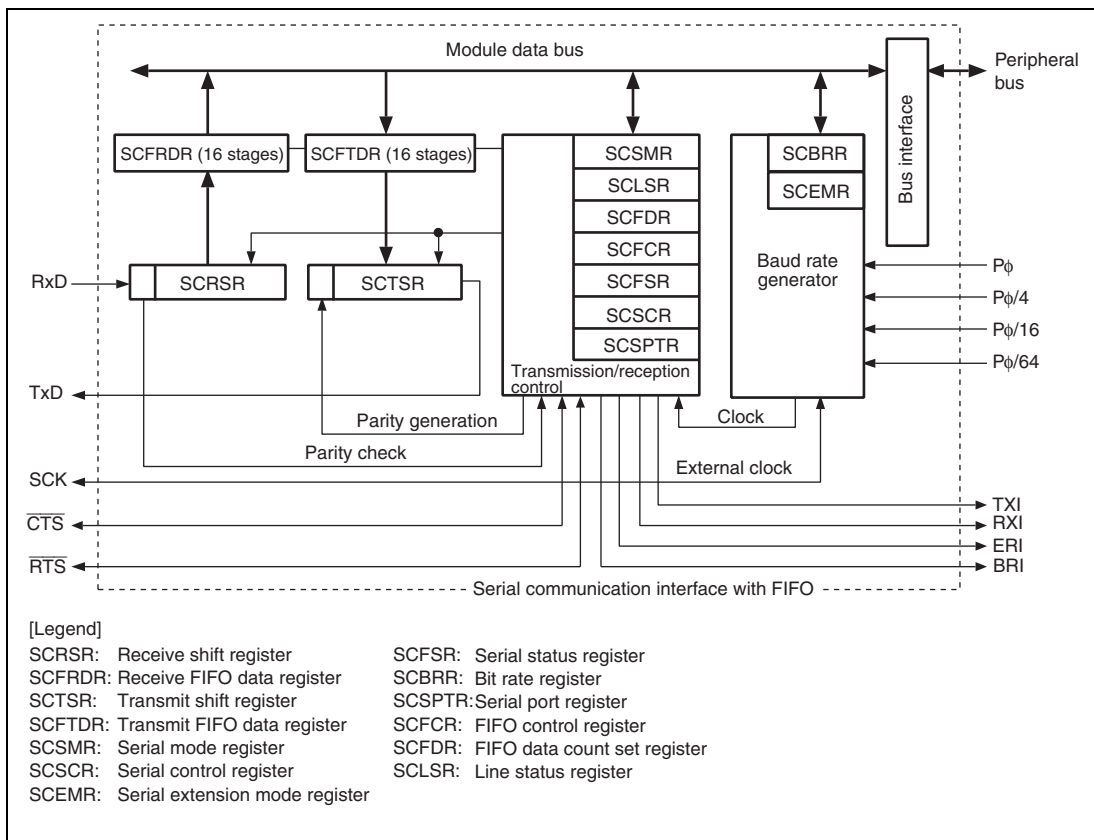 Module data bus
Peripheral
bus
Bus interface
SCFRDR (16 stages)
SCFTDR (16 stages)
SCSMR
SCLSR
SCFDR
SCFCR
SCFSR
SCSCR
SCSPTR
Transmission/reception
control
SCBRR
SCEMR
Baud rate
generator
RxD
SCRSR
SCTSR
Pϕ
Pϕ/4
Pϕ/16
Pϕ/64
TxD
Parity generation
Parity check
Clock
External clock
SCK
CTS
RTS
TXI
RXI
ERI
BRI
Serial communication interface with FIFO
[Legend]
SCRSR: Receive shift register
SCFRDR: Receive FIFO data register
SCTSR: Transmit shift register
SCFTDR: Transmit FIFO data register
SCSMR: Serial mode register
SCSCR: Serial control register
SCEMR: Serial extension mode register
SCFSR: Serial status register
SCBRR: Bit rate register
SCSPTR: Serial port register
SCFCR: FIFO control register
SCFDR: FIFO data count set register
SCLSR: Line status register